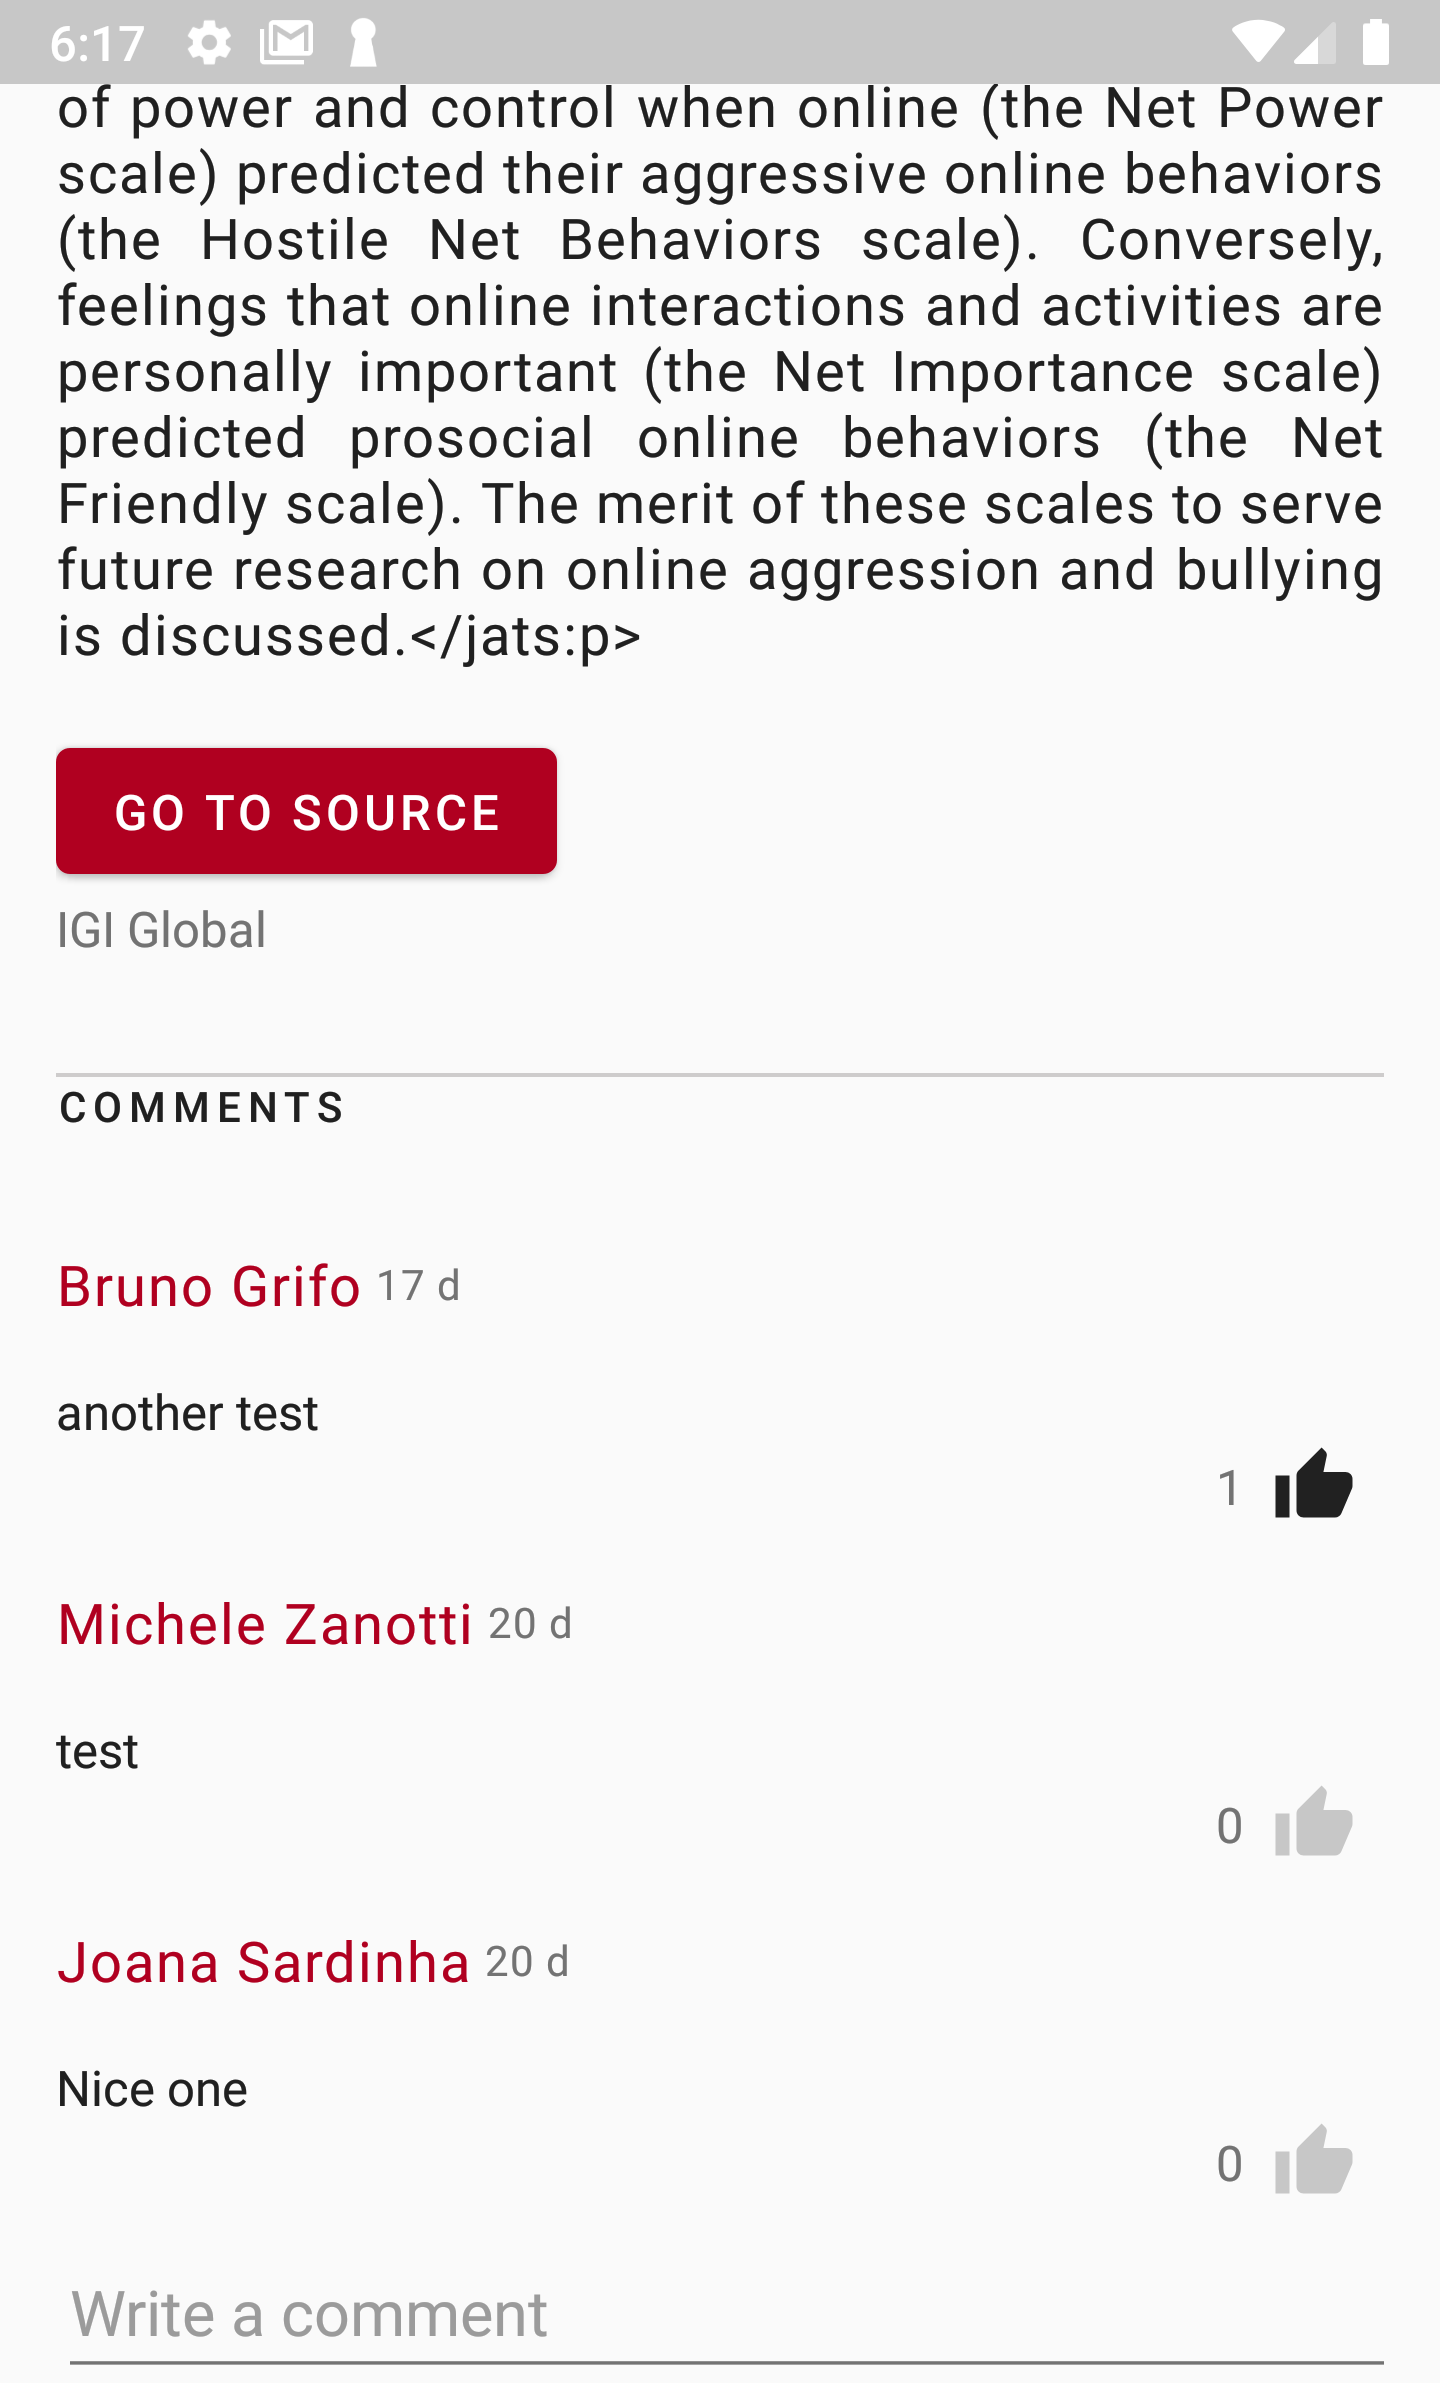 6:17
of power and control when online (the Net Power
scale) predicted their aggressive online behaviors
(the Hostile Net Behaviors scale). Conversely,
feelings that online interactions and activities are
personally important (the Net Importance scale)
predicted prosocial online behaviors (the Net
Friendly scale). The merit of these scales to serve
future research on online aggression and bullying
is discussed.</jats:p>
GO TO SOURCE
IGI Global
COMMENTS
Bruno Grifo 17 d
another test
1
Michele Zanotti 20 d
test
0
Joana Sardinha 20 d
Nice one
0
Write a comment